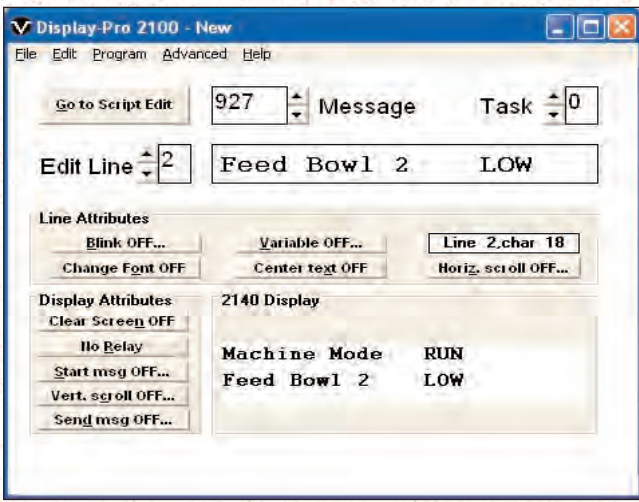 Display-Pro 2100 - New
File Edit Program Advanced Help
Go to Script Edit 927 Message Task 0
Edit Line 2 Feed Bowl 2 LOW
Line Attributes
Blink OFF... Variable OFF... Line 2,char 18
Change Font OFF Center text OFF Horiz. scroll OFF...
Display Attributes 2140 Display
Clear Screen OFF
No Relay
Machine Mode RUN
Start msg OFF...
Feed Bowl 2 LOW
Vert. scroll OFF...
Send msg OFF...